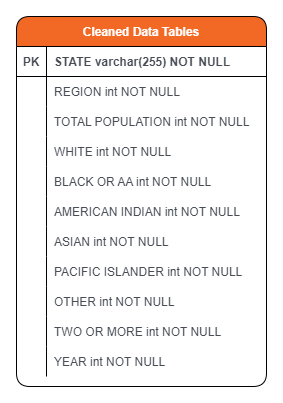 Cleaned Data Tables
PK STATE varchar(255) NOT NULL
REGION int NOT NULL
TOTAL POPULATION int NOT NULL
WHITE int NOT NULL
BLACK OR AA int NOT NULL
AMERICAN INDIAN int NOT NULL
ASIAN int NOT NULL
PACIFIC ISLANDER int NOT NULL
OTHER int NOT NULL
TWO OR MORE int NOT NULL
YEAR int NOT NULL